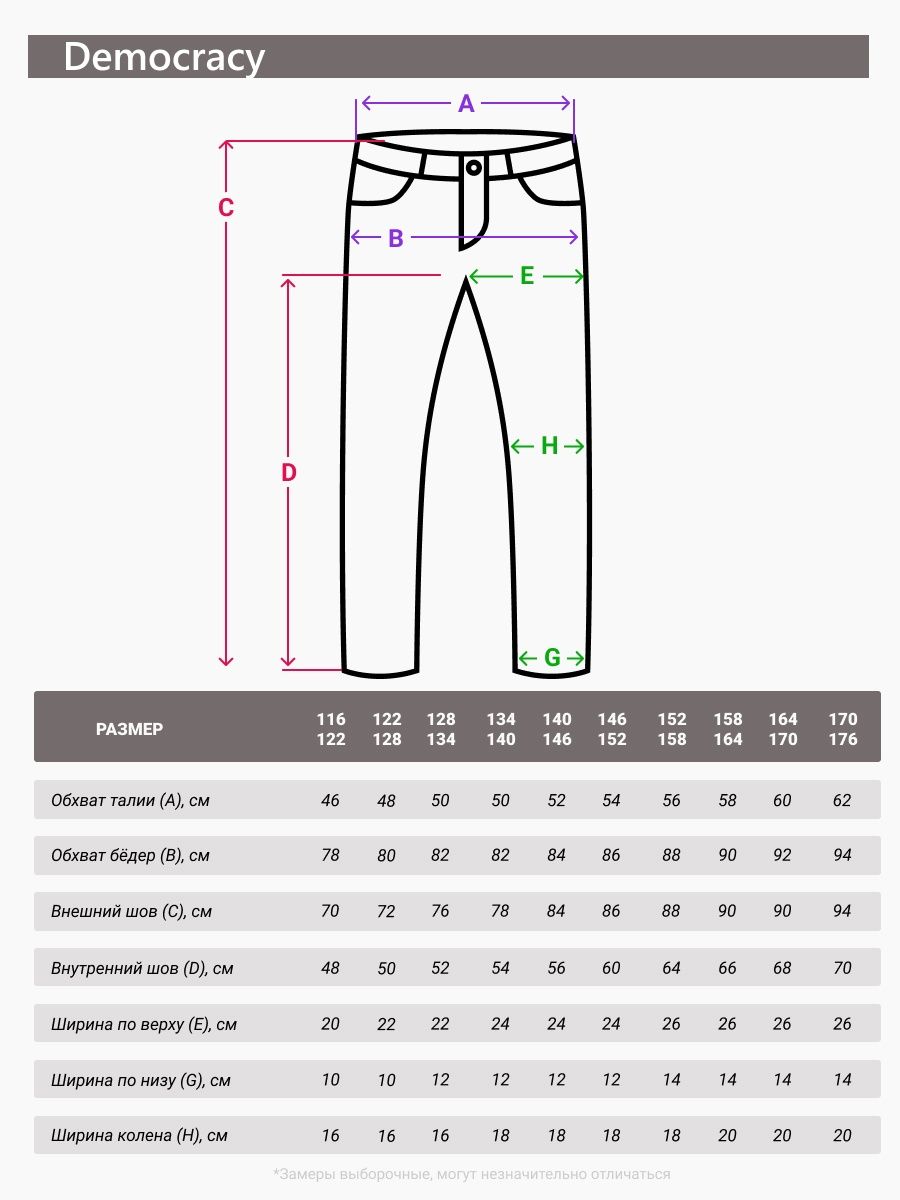 Democracy
A
C
B
E
H
D
G
РАЗМЕР 116 122 128 134 140 146 152 158 164 170
122 128 134 140 146 152 158 164 170 176
Обхват талии (A), см 46 48 50 50 52 54 56 58 60 62
Обхват бёдер (B), см 78 80 82 82 84 86 88 90 92 94
Внешний шов (C), см 70 72 76 78 84 86 88 90 90 94
Внутренний шов (D), см 48 50 52 54 56 60 64 66 68 70
Ширина по верху (E), см 20 22 22 24 24 24 26 26 26 26
Ширина по низу (G), см 10 10 12 12 12 12 14 14 14 14
Ширина колена (H), см 16 16 16 18 18 18 18 20 20 20
*Замеры выборочные, могут незначительно отличаться